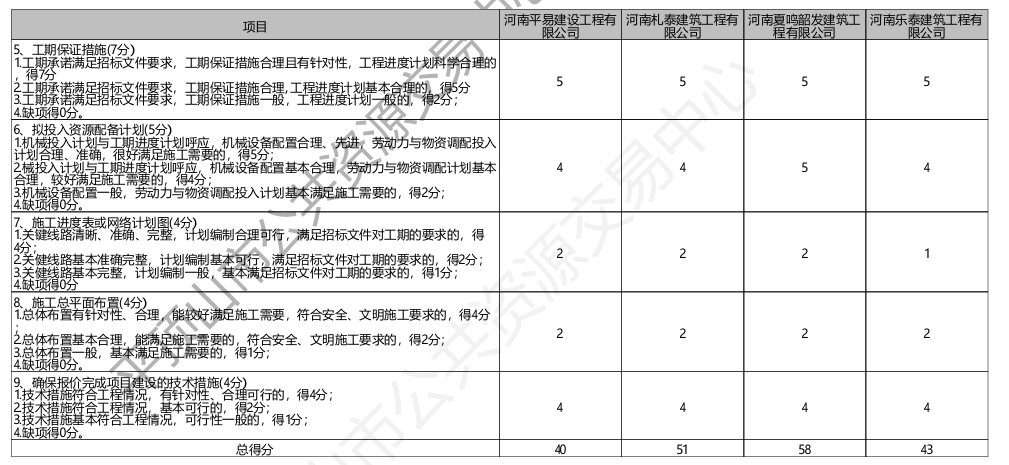 项目
河南平易建设工程有
限公司
河南札泰建筑工程有
限公司
河南夏鸣韶发建筑工
程有限公司
河南乐泰建筑工程有
限公司
5、工期保证措施(7分)
1.工期承诺满足招标文件要求，工期保证措施合理且有针对性，工程进度计划科学合理的
，得7分
2.工期承诺满足招标文件要求，工期保证措施合理,工程进度计划基本合理的，得5分
3.工期承诺满足招标文件要求，工期保证措施一般，工程进度计划一般的，得2分；
4.缺项得0分。
5
5
5
5
6、拟投入资源配备计划(5分)
1.机械投入计划与工期进度计划呼应，机械设备配置合理、先进，劳动力与物资调配投入
计划合理、准确，很好满足施工需要的，得5分；
2.械投入计划与工期进度计划呼应，机械设备配置基本合理，劳动力与物资调配计划基本
合理，较好满足施工需要的，得4分；
3.机械设备配置一般，劳动力与物资调配投入计划基本满足施工需要的，得2分；
4.缺项得0分。
4
4
5
4
7、施工进度表或网络计划图(4分)
1.关键线路清晰、准确、完整，计划编制合理可行，满足招标文件对工期的要求的，得
4分；
2.关键线路基本准确完整，计划编制基本可行，满足招标文件对工期的要求的，得2分；
3.关健线路基本完整，计划编制一般，基本满足招标文件对工期的要求的，得1分；
4.缺项得0分
2
2
2
1
8、施工总平面布置(4分)
1.总体布置有针对性、合理，能较好满足施工需要，符合安全、文明施工要求的，得4分
；
2.总体布置基本合理，能满足施工需要的，符合安全、文明施工要求的，得2分；
3.总体布置一般，基本满足施工需要的，得1分；
4.缺项得0分。
2
2
2
2
9、确保报价完成项目建设的技术措施(4分)
1.技术措施符合工程情况，有针对性、合理可行的，得4分；
2.技术措施符合工程情况，基本可行的，得2分；
3.技术措施基本符合工程情况，可行性一般的，得1分；
4.缺项得0分。
4
4
4
4
总得分
40
51
58
43
平顶山市公共资源交易中心
山市公共资源交易中心